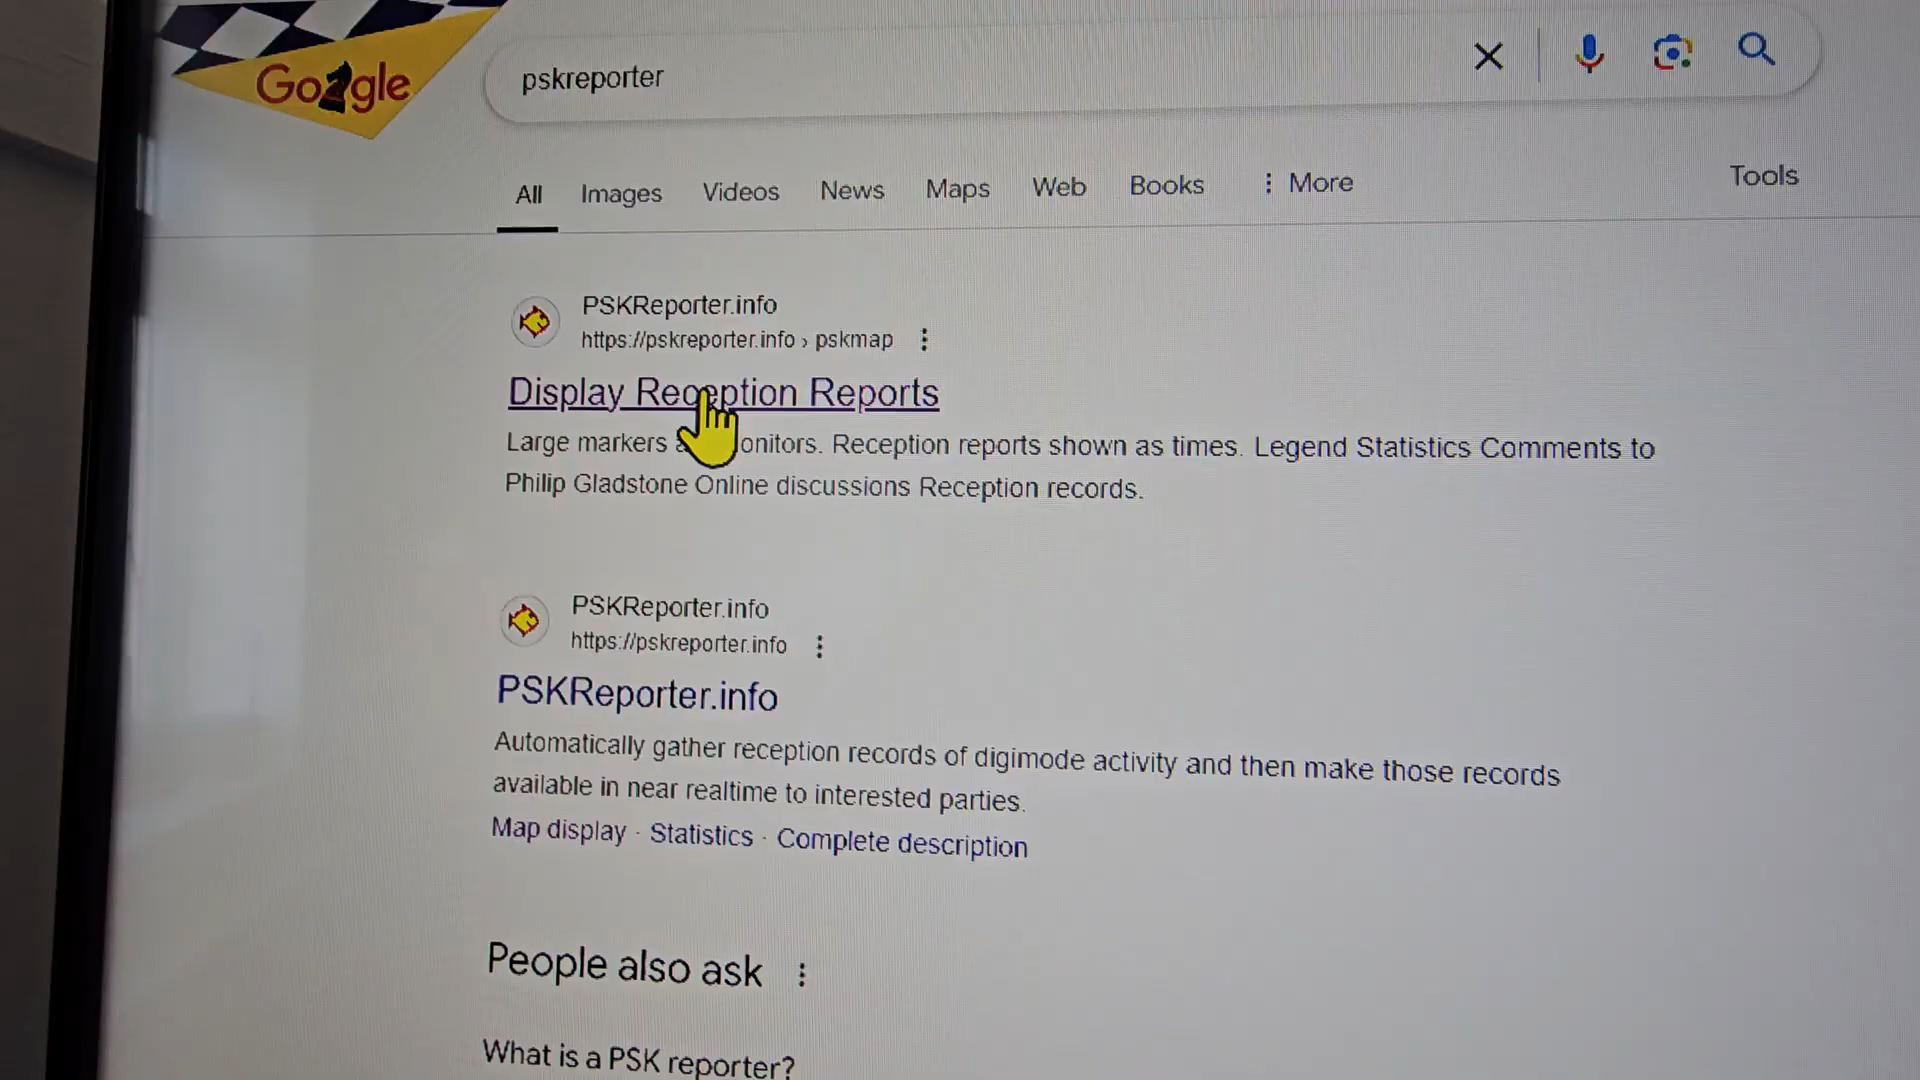 Google
pskreporter
All Images Videos News Maps Web Books More Tools
PSKReporter.info
https://pskreporter.info › pskmap
Display Reception Reports
Large markers onitors. Reception reports shown as times. Legend Statistics Comments to
Philip Gladstone Online discussions Reception records.
PSKReporter.info
https://pskreporter.info
PSKReporter.info
Automatically gather reception records of digimode activity and then make those records
available in near realtime to interested parties.
Map display · Statistics · Complete description
People also ask
What is a PSK reporter?